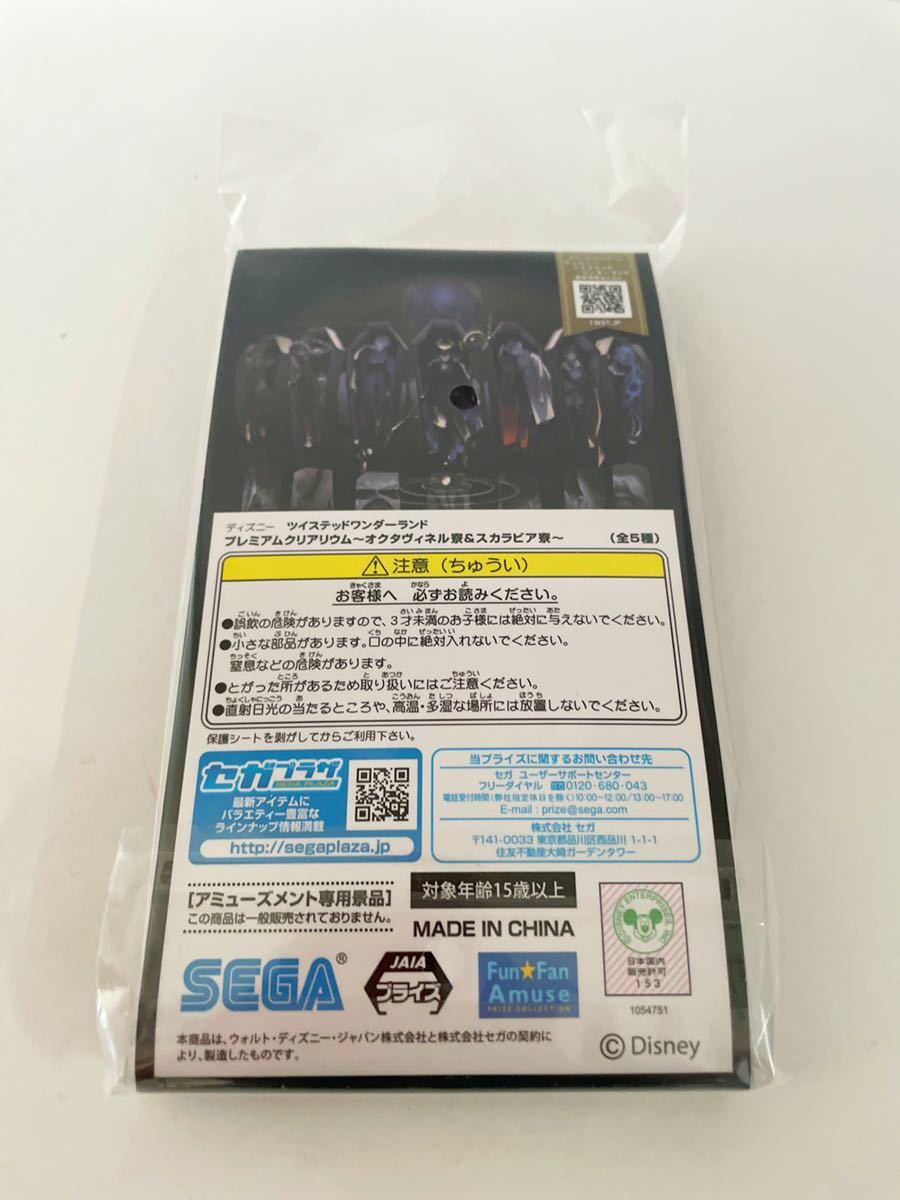 TWST.JP
ディズニー ツイステッドワンダーランド
プレミアムクリアリウム～オクタヴィネル寮&スカラビア寮～ （全5種）
注意（ちゅうい）
お客様へ 必ずお読みください。
●誤飲の危険がありますので、3才未満のお子様には絶対に与えないでください。
●小さな部品があります。口の中に絶対入れないでください。
窒息などの危険があります。
●とがった所があるため取り扱いにはご注意ください。
●直射日光の当たるところや、高温・多湿な場所には放置しないでください。
保護シートを剥がしてからご利用下さい。
セガプラザ
SEGA PLAZA
最新アイテムに
バラエティー豊富な
ラインナップ情報満載
http://segaplaza.jp
当プライズに関するお問い合わせ先
セガ ユーザーサポートセンター
フリーダイヤル 0120-680-043
電話受付時間（弊社指定休日を除く）10:00～12:00/13:00～17:00
E-mail : prize@sega.com
株式会社 セガ
〒141-0033 東京都品川区西品川 1-1-1
住友不動産大崎ガーデンタワー
[アミューズメント専用景品]
この商品は一般販売されておりません。
対象年齢15歳以上
MADE IN CHINA
SEGA®
JAIA
プライズ
Fun★Fan
Amuse
PRIZE COLLECTION
©DISNEY ENTERPRISES, INC.
日本国内
販売許可
153
1054751
本商品は、ウォルト・ディズニー・ジャパン株式会社と株式会社セガの契約に
より、製造したものです。
© Disney